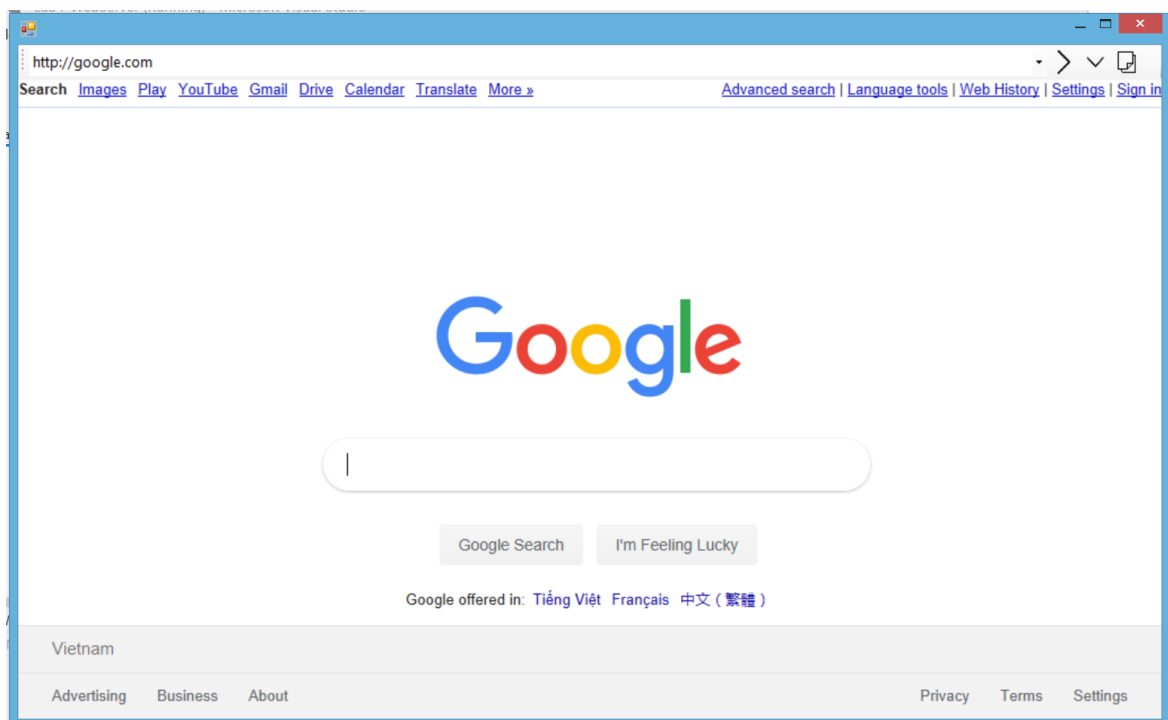 http://google.com
Search Images Play YouTube Gmail Drive Calendar Translate More » Advanced search | Language tools | Web History | Settings | Sign in
Google
Google Search I'm Feeling Lucky
Google offered in: Tiếng Việt Français 中文 ( 繁體 )
Vietnam
Advertising Business About Privacy Terms Settings